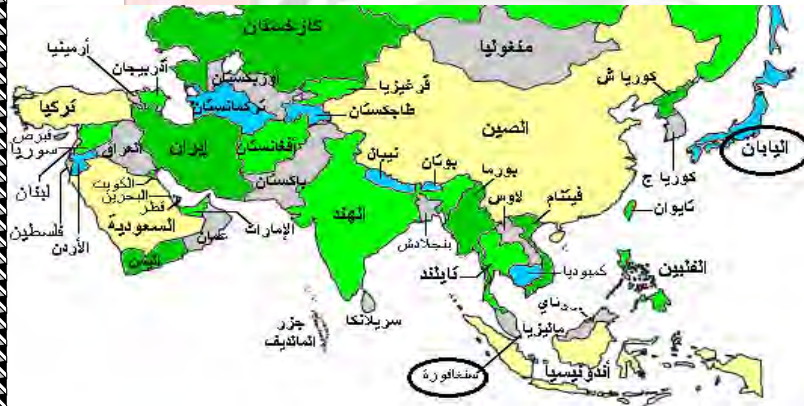 كازخستان
منغوليا
أرمينيا
أذربيجان
أوزبكستان
قرغيزيا
كوريا ش
تركيا
تركمانستان
طاجكستان
الصين
اليابان
قبرص
سوريا
العراق
إيران
أفغانستان
نيبال
بوتان
بورما
كوريا ج
لبنان
الكويت
البحرين
باكستان
لاوس
فيتنام
تايوان
قطر
السعودية
الإمارات
الهند
فلسطين
الأردن
عمان
بنجلادش
اليمن
تايلند
كمبوديا
الفلبين
جزر
المالديف
سريلانكا
ماليزيا
سنغافورة
أندونيسيا